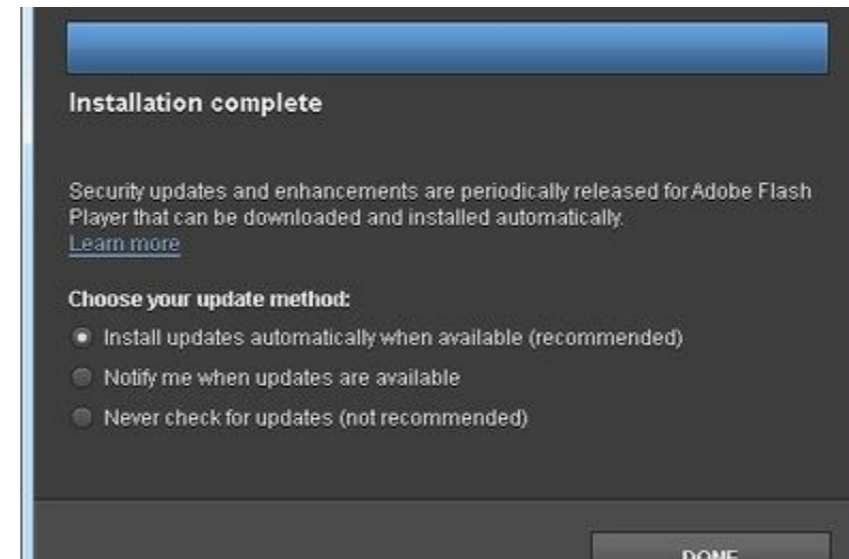 Installation complete
Security updates and enhancements are periodically released for Adobe Flash
Player that can be downloaded and installed automatically.
Learn more
Choose your update method:
Install updates automatically when available (recommended)
Notify me when updates are available
Never check for updates (not recommended)
DONE